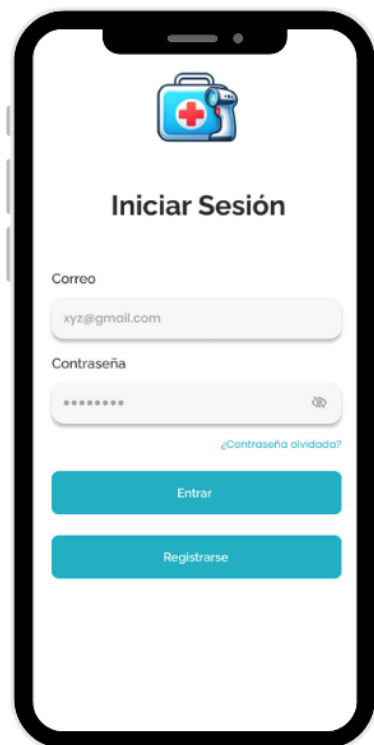 Iniciar Sesión
Correo
xyz@gmail.com
Contraseña
********
¿Contraseña olvidada?
Entrar
Registrarse